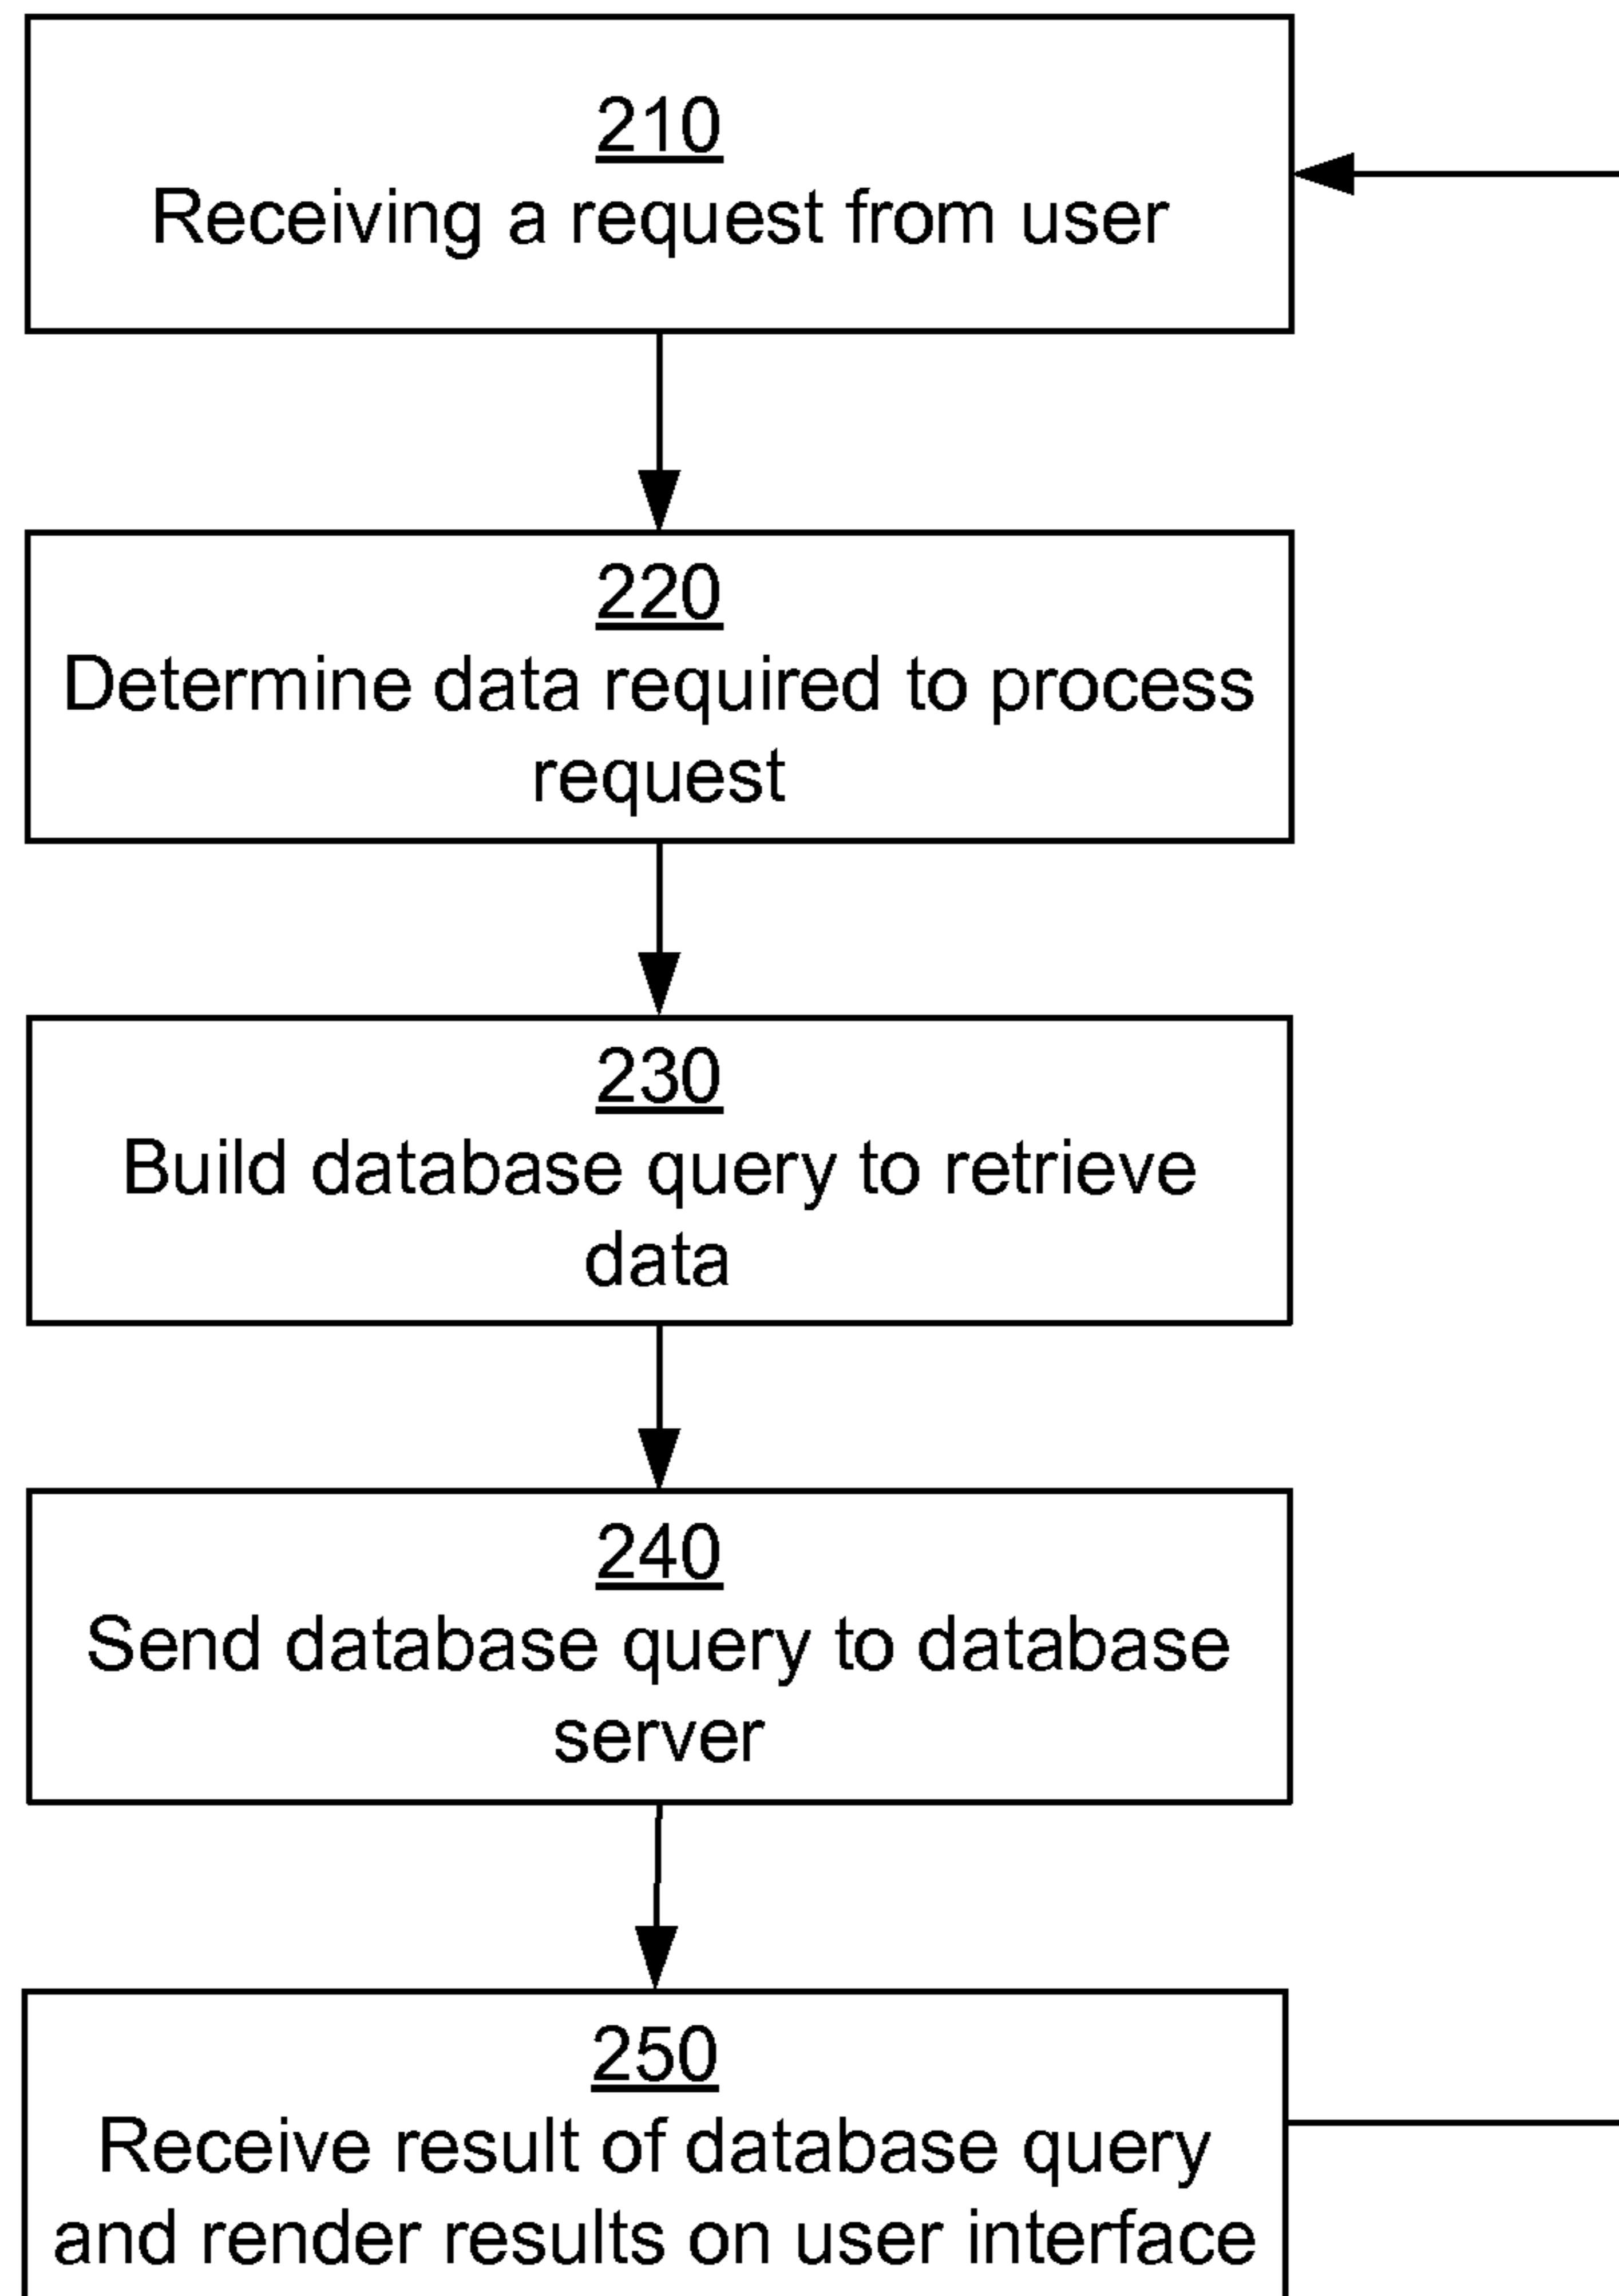 210
Receiving a request from user
220
Determine data required to process
request
230
Build database query to retrieve
data
240
Send database query to database
server
250
Receive result of database query
and render results on user interface